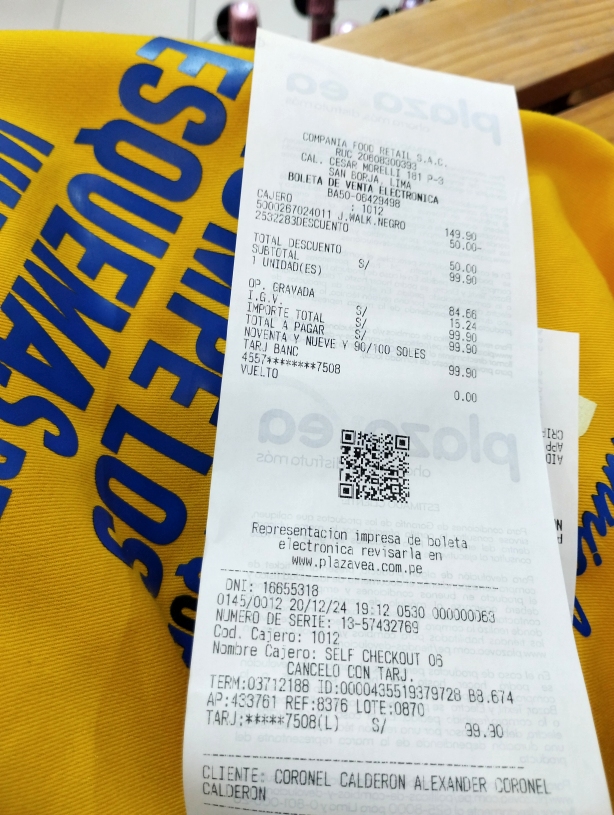 COMPANIA FOOD RETAIL S.A.C.
RUC 20608300393
CAL. CESAR MORELLI 181 P-3
SAN BORJA, LIMA
BOLETA DE VENTA ELECTRONICA
BA50-06429498
CAJERO : 1012
5000267024011 J.WALK.NEGRO 149.90
2532283DESCUENTO 50.00-
TOTAL DESCUENTO S/ 50.00
SUBTOTAL 99.90
1 UNIDAD(ES)
OP. GRAVADA S/ 84.66
I.G.V. S/ 15.24
IMPORTE TOTAL S/ 99.90
TOTAL A PAGAR 99.90
NOVENTA Y NUEVE Y 90/100 SOLES
TARJ BANC 99.90
4557********7508
VUELTO 0.00
plaza vea
Representacion impresa de boleta
electronica revisarla en
www.plazavea.com.pe
DNI: 16655318
0145/0012 20/12/24 19:12 0530 000000063
NUMERO DE SERIE: 13-57432769
Cod. Cajero: 1012
Nombre Cajero: SELF CHECKOUT 06
CANCELO CON TARJ.
TERM:03712188 ID:0000435519379728 B8.674
AP:433761 REF:8376 LOTE:0870
TARJ:*****7508(L) S/ 99.90
CLIENTE: CORONEL CALDERON ALEXANDER CORONEL
CALDERON
ROMPE LOS
ESQUEMAS